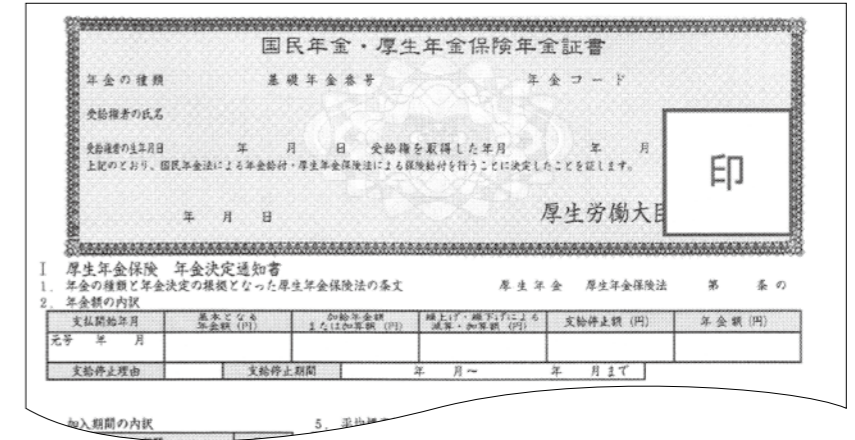 国民年金・厚生年金保険年金証書
年金の種類 基礎年金番号 年金コード
受給権者の氏名
受給権者の生年月日 年 月 日 受給権を取得した年月 年 月
上記のとおり、国民年金法による年金給付・厚生年金保険法による保険給付を行うことに決定したことを証します。
印
年 月 日 厚生労働大臣
I 厚生年金保険 年金決定通知書
1. 年金の種類と年金決定の根拠となった厚生年金保険法の条文 厚生年金 厚生年金保険法 第 条の
2. 年金額の内訳
支払開始年月 基本となる年金額(円) 加給年金額または加算額(円) 繰上げ・繰下げによる減算・加算額(円) 支給停止額(円) 年金額(円)
元号 年 月
支給停止理由 支給停止期間 年 月~ 年 月まで
加入期間の内訳 5. 平均標